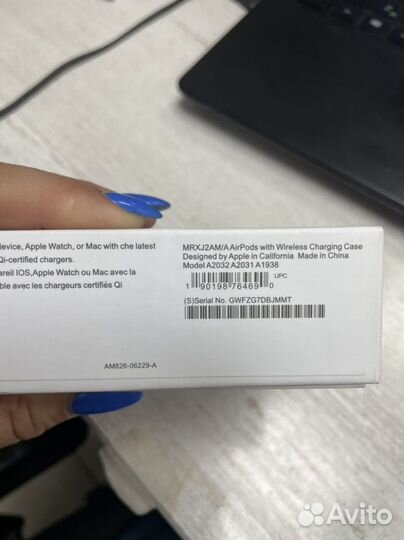 device, Apple Watch, or Mac with che latest
Qi-certified chargers.
areil IOS,Apple Watch ou Mac avec la
ble avec les chargeurs certifiés Qi
AM826-06229-A
MRXJ2AM/AAirPods with Wireless Charging Case
Designed by Apple in California Made in China
Model A2032 A2031 A1938
UPC
1 90198 76469 0
(S)Serial No. GWFZG7DBJMMT
Avito